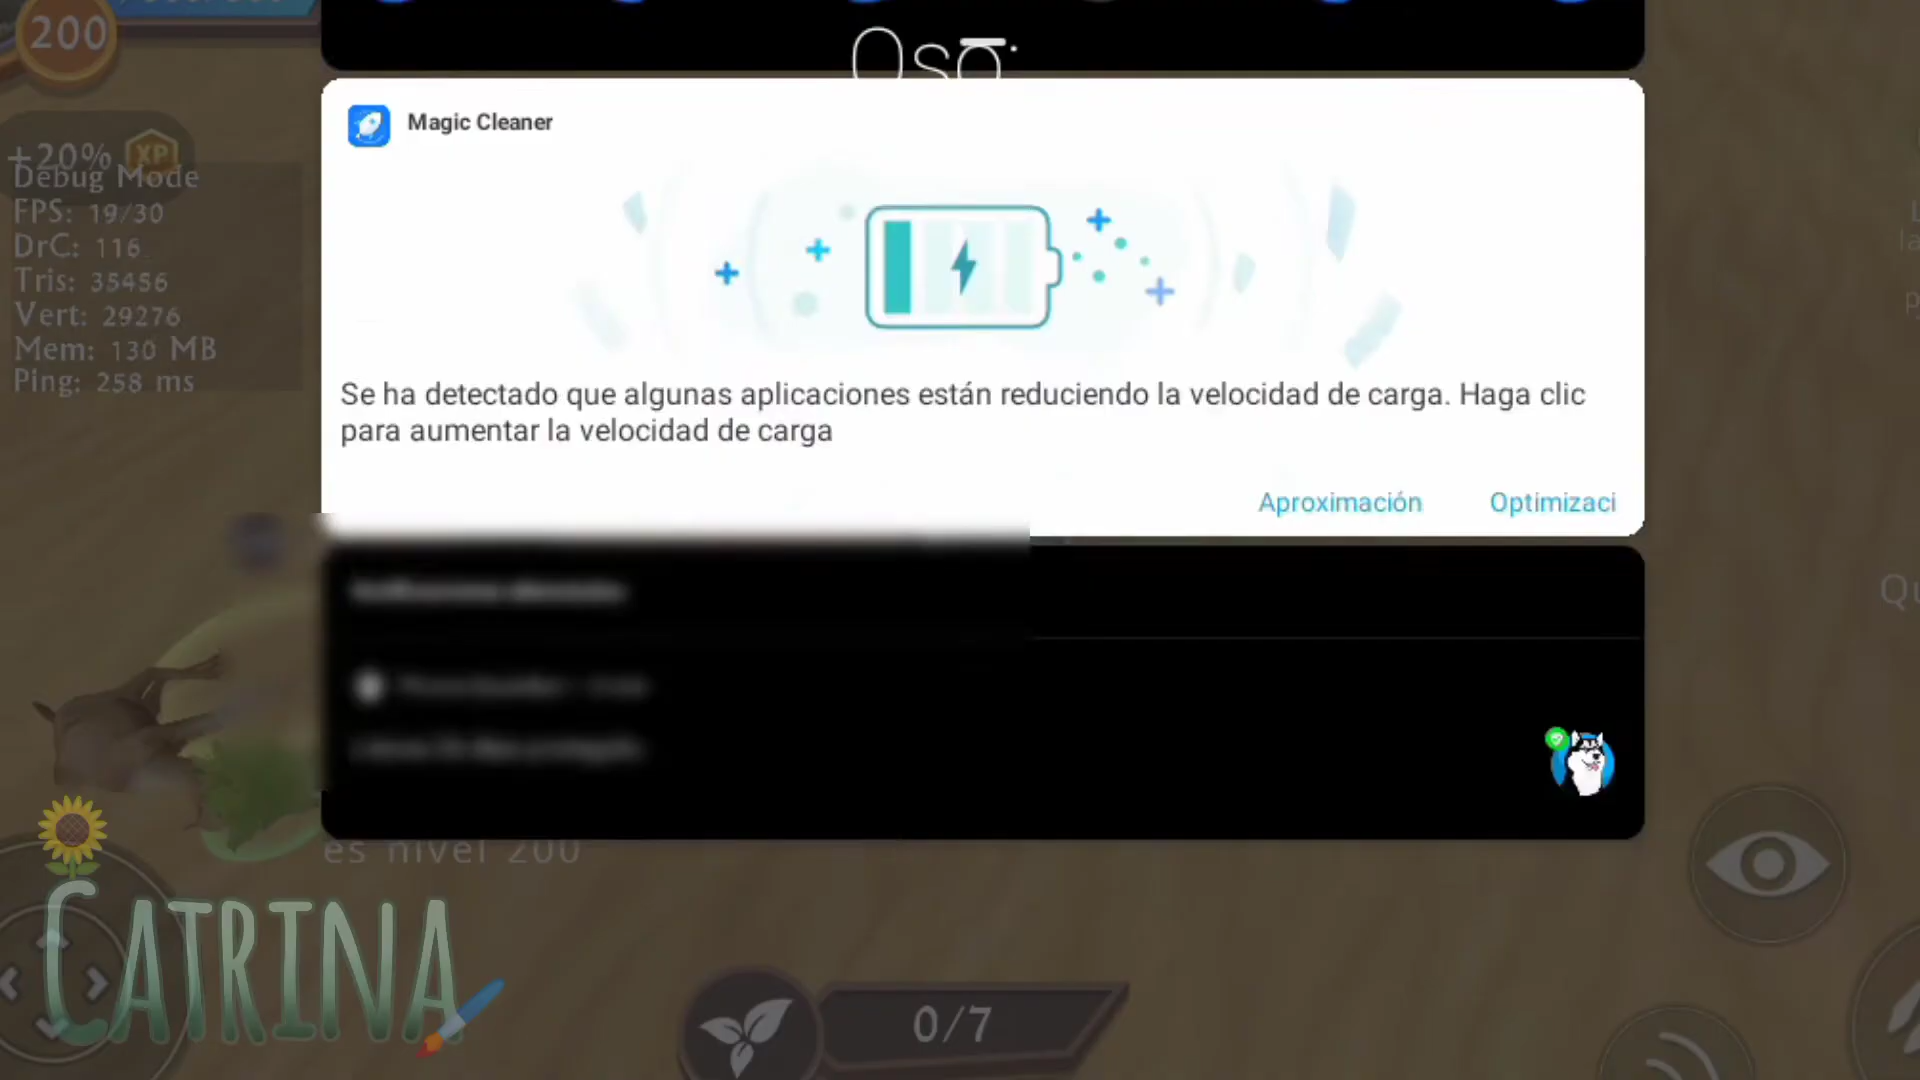 200
Oso
Magic Cleaner
+20% XP
Debug Mode
FPS: 19/30
DrC: 116
Tris: 35456
Vert: 29276
Mem: 130 MB
Ping: 258 ms
Se ha detectado que algunas aplicaciones están reduciendo la velocidad de carga. Haga clic
para aumentar la velocidad de carga
Aproximación Optimizaci
es nivel 200
CATRINA
0/7